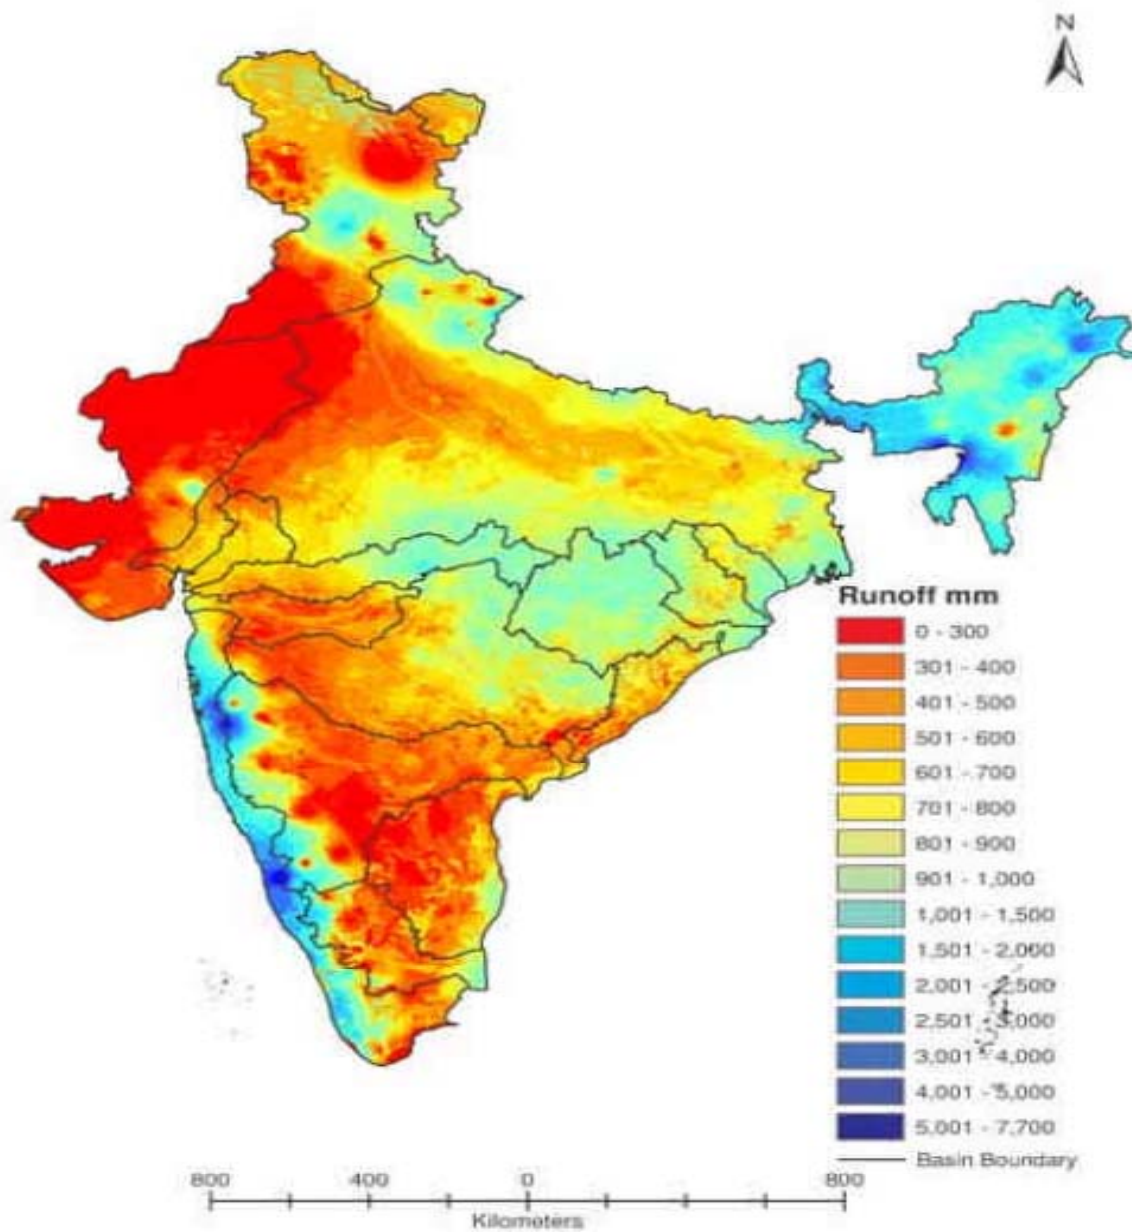 N
Runoff mm
0 - 300
301 - 400
401 - 500
501 - 600
601 - 700
701 - 800
801 - 900
901 - 1,000
1,001 - 1,500
1,501 - 2,000
2,001 - 2,500
2,501 - 3,000
3,001 - 4,000
4,001 - 5,000
5,001 - 7,700
Basin Boundary
800 400 0 800
Kilometers